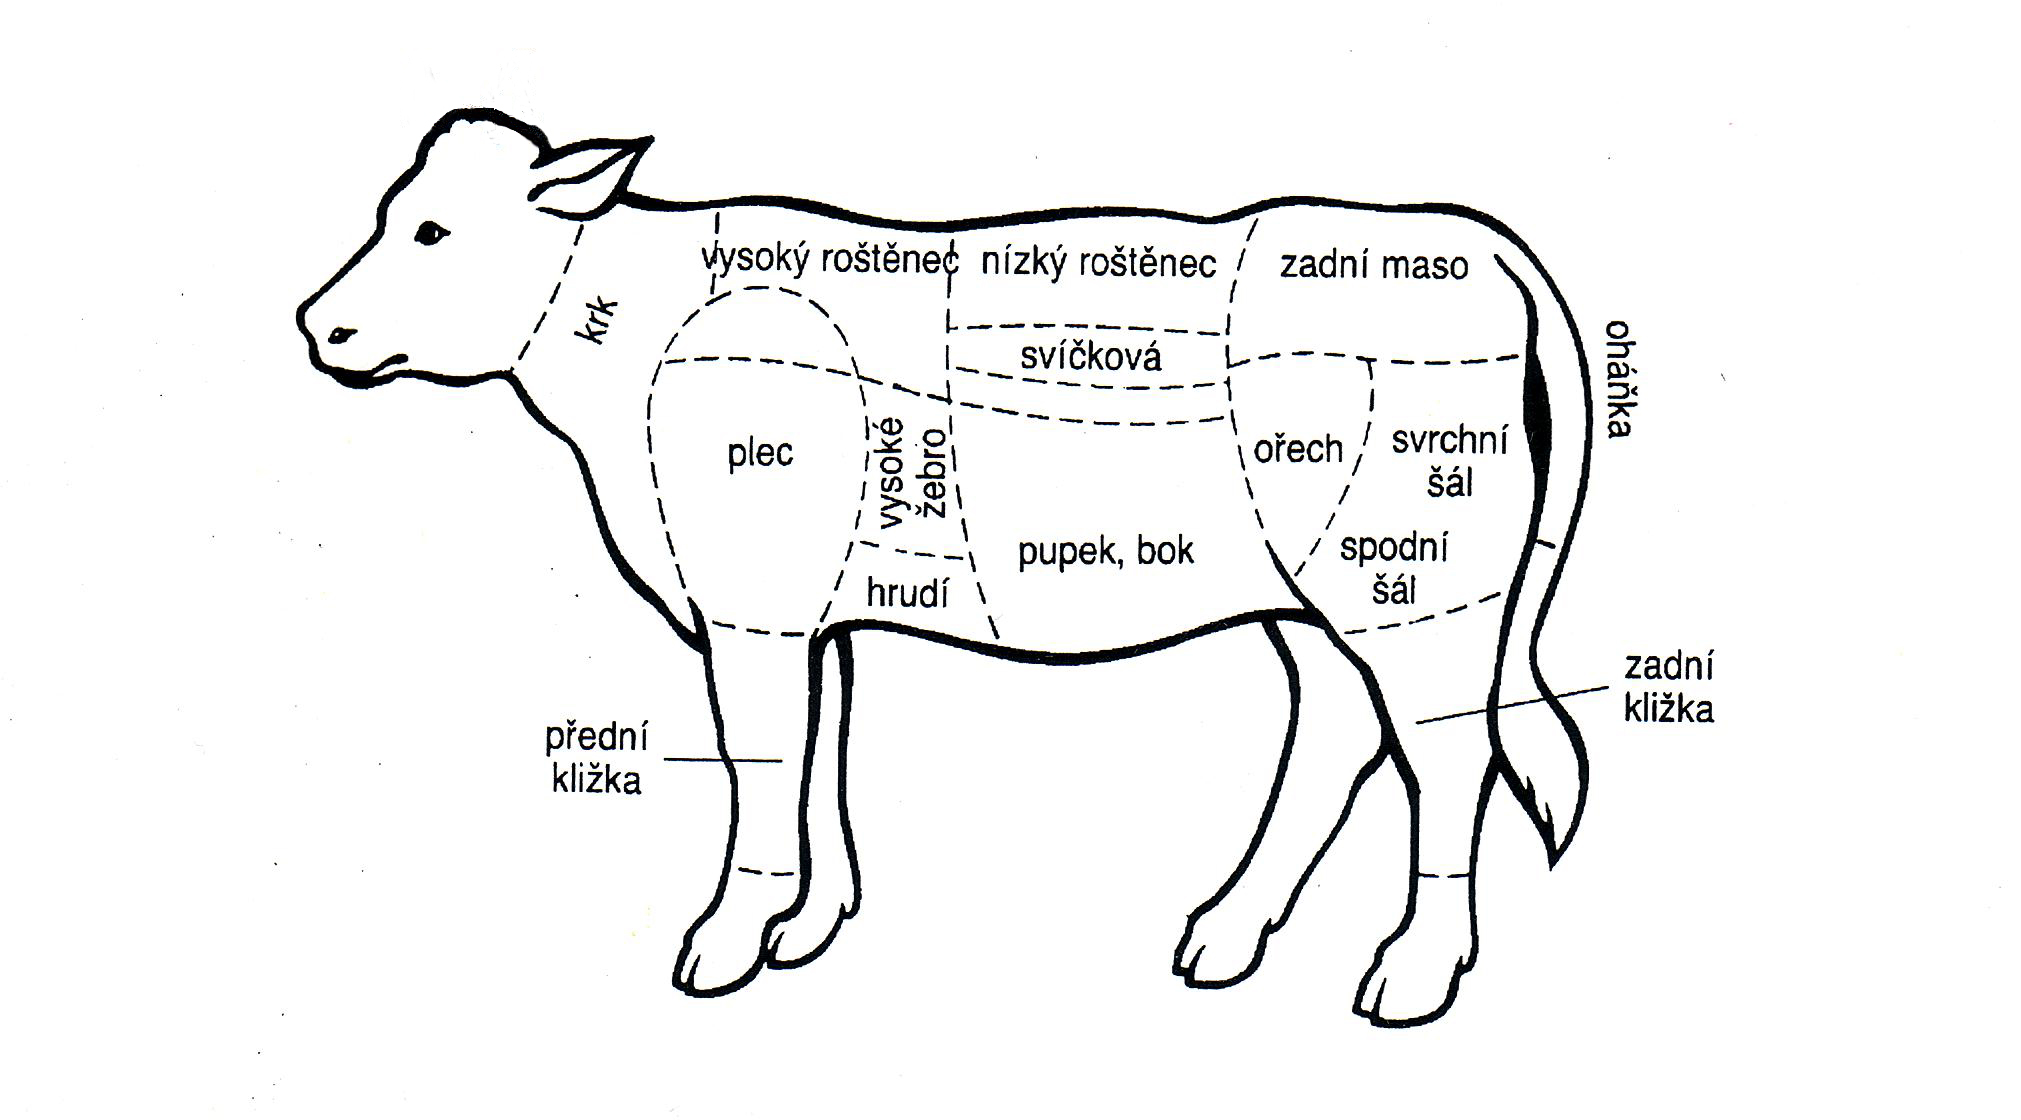 vysoký roštěnec
nízký roštěnec
zadní maso
krk
svíčková
oháňka
plec
vysoké
žebro
ořech
svrchní
šál
pupek, bok
spodní
šál
hrudí
zadní
kližka
přední
kližka